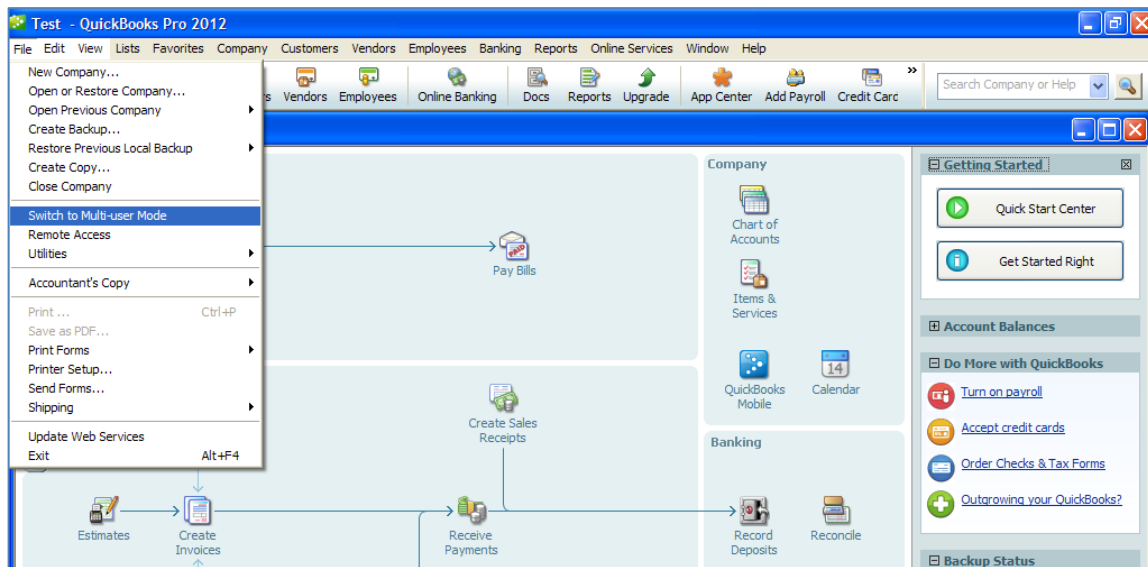 Test - QuickBooks Pro 2012
File Edit View Lists Favorites Company Customers Vendors Employees Banking Reports Online Services Window Help
New Company...
Open or Restore Company...
Open Previous Company
Create Backup...
Restore Previous Local Backup
Create Copy...
Close Company
Switch to Multi-user Mode
Remote Access
Utilities
Accountant's Copy
Print ... Ctrl+P
Save as PDF...
Print Forms
Printer Setup...
Send Forms...
Shipping
Update Web Services
Exit Alt+F4
Vendors Employees Online Banking Docs Reports Upgrade App Center Add Payroll Credit Carc »
Search Company or Help
Pay Bills
Create Sales
Receipts
Estimates
Create
Invoices
Receive
Payments
Company
Chart of
Accounts
Items &
Services
QuickBooks
Mobile
14
Calendar
Banking
Record
Deposits
Reconcile
Getting Started
Quick Start Center
Get Started Right
Account Balances
Do More with QuickBooks
Turn on payroll
Accept credit cards
Order Checks & Tax Forms
Outgrowing your QuickBooks?
Backup Status